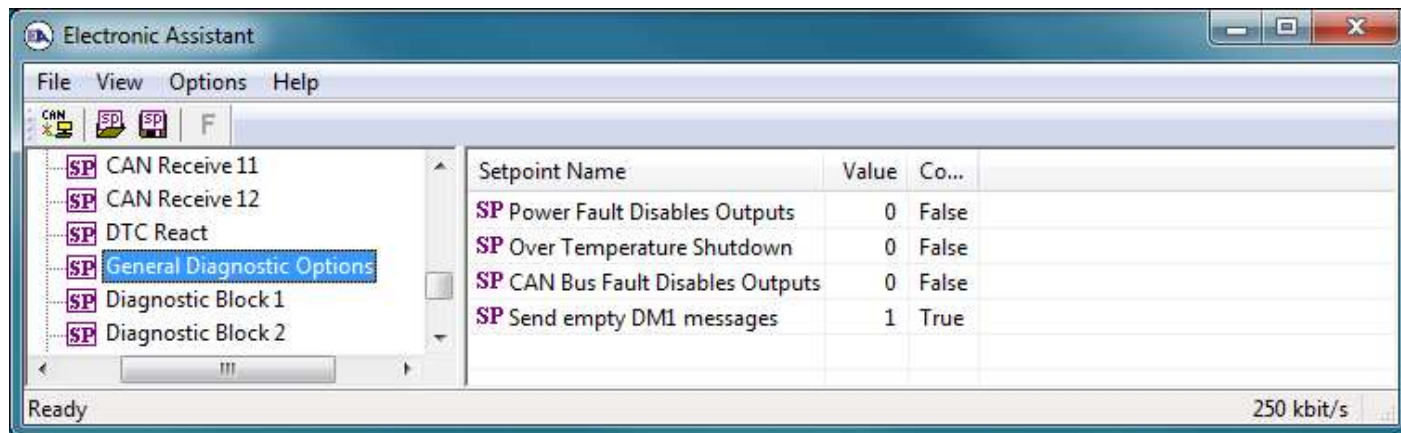 Electronic Assistant
File View Options Help
CAN SP SP F
SP CAN Receive 11
SP CAN Receive 12
SP DTC React
SP General Diagnostic Options
SP Diagnostic Block 1
SP Diagnostic Block 2
Setpoint Name Value Co...
SP Power Fault Disables Outputs 0 False
SP Over Temperature Shutdown 0 False
SP CAN Bus Fault Disables Outputs 0 False
SP Send empty DM1 messages 1 True
Ready 250 kbit/s